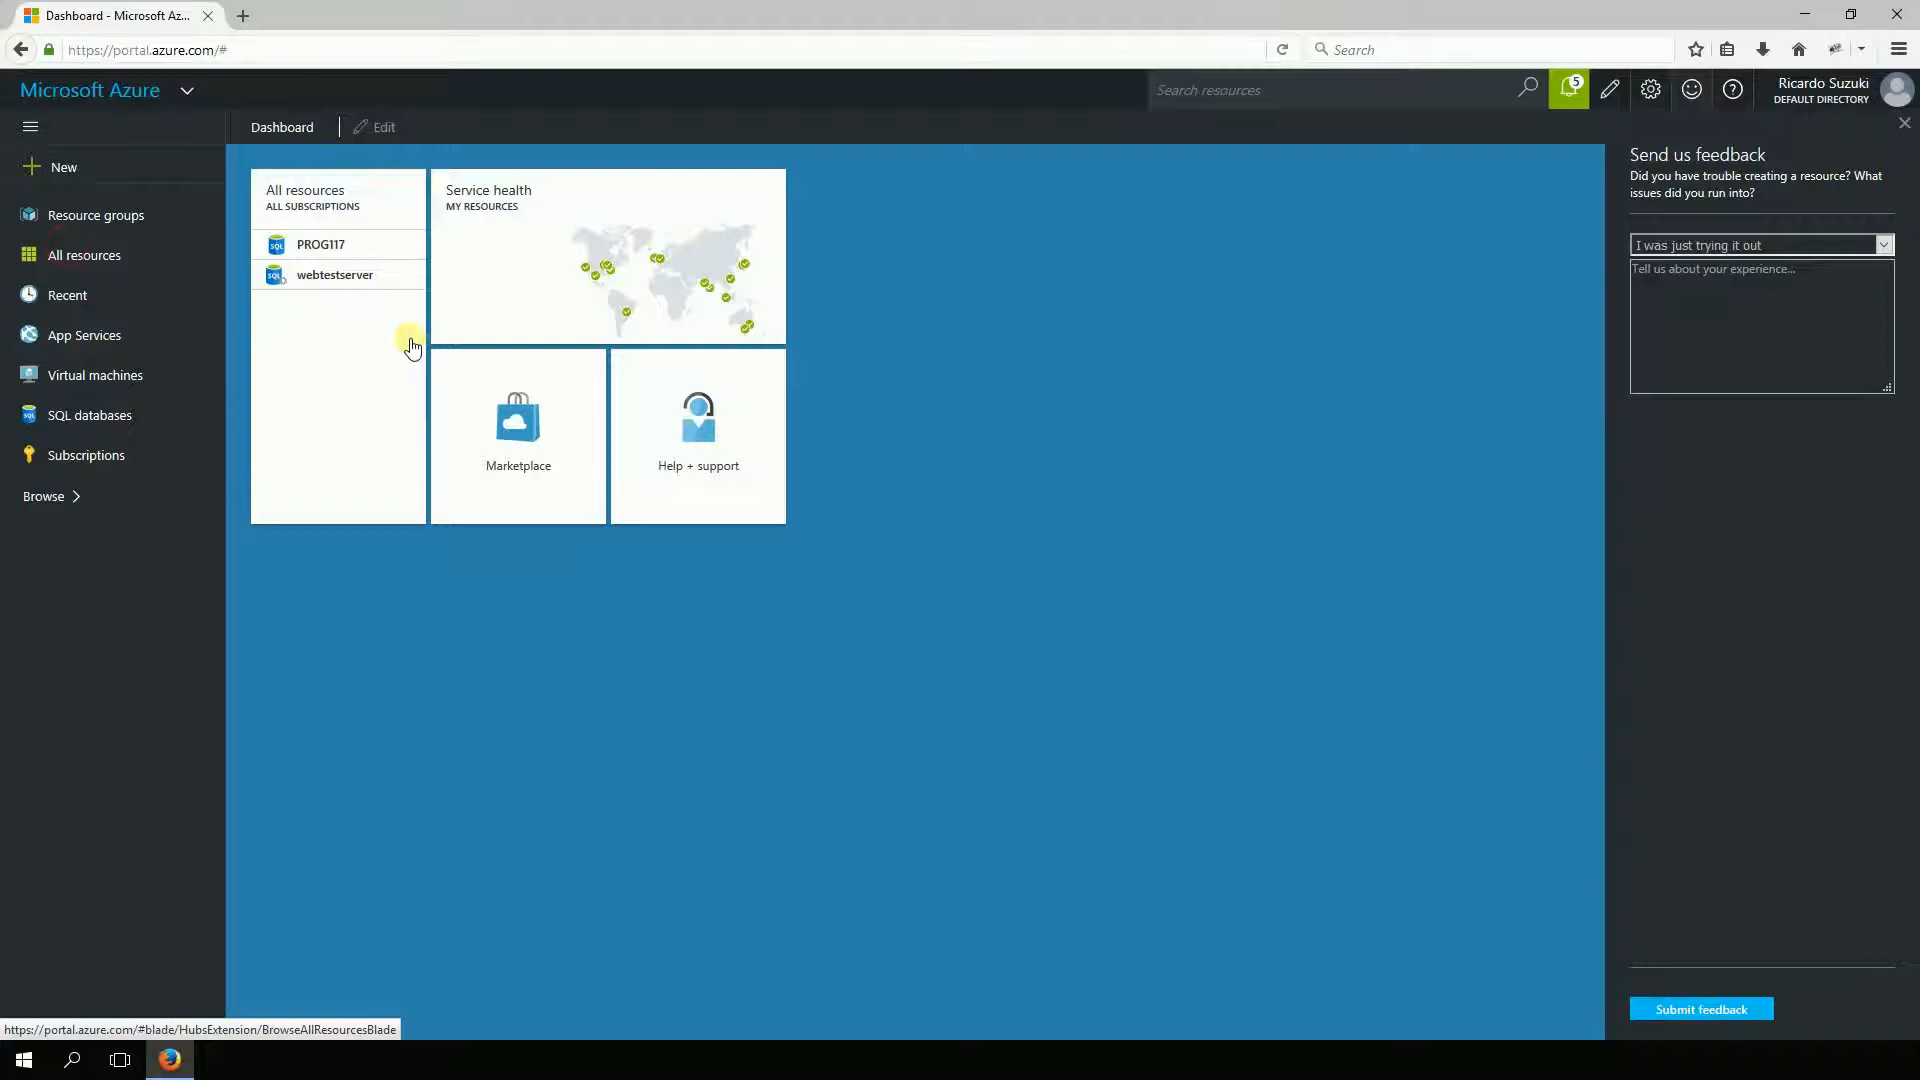 Dashboard - Microsoft Az...
https://portal.azure.com/#
Search
Microsoft Azure
Search resources
5
Ricardo Suzuki
DEFAULT DIRECTORY
Dashboard
Edit
New
Resource groups
All resources
Recent
App Services
Virtual machines
SQL databases
Subscriptions
Browse
All resources
ALL SUBSCRIPTIONS
SQL PROG117
SQL webtestserver
Service health
MY RESOURCES
Marketplace
Help + support
Send us feedback
Did you have trouble creating a resource? What
issues did you run into?
I was just trying it out
Tell us about your experience...
Submit feedback
https://portal.azure.com/#blade/HubsExtension/BrowseAllResourcesBlade